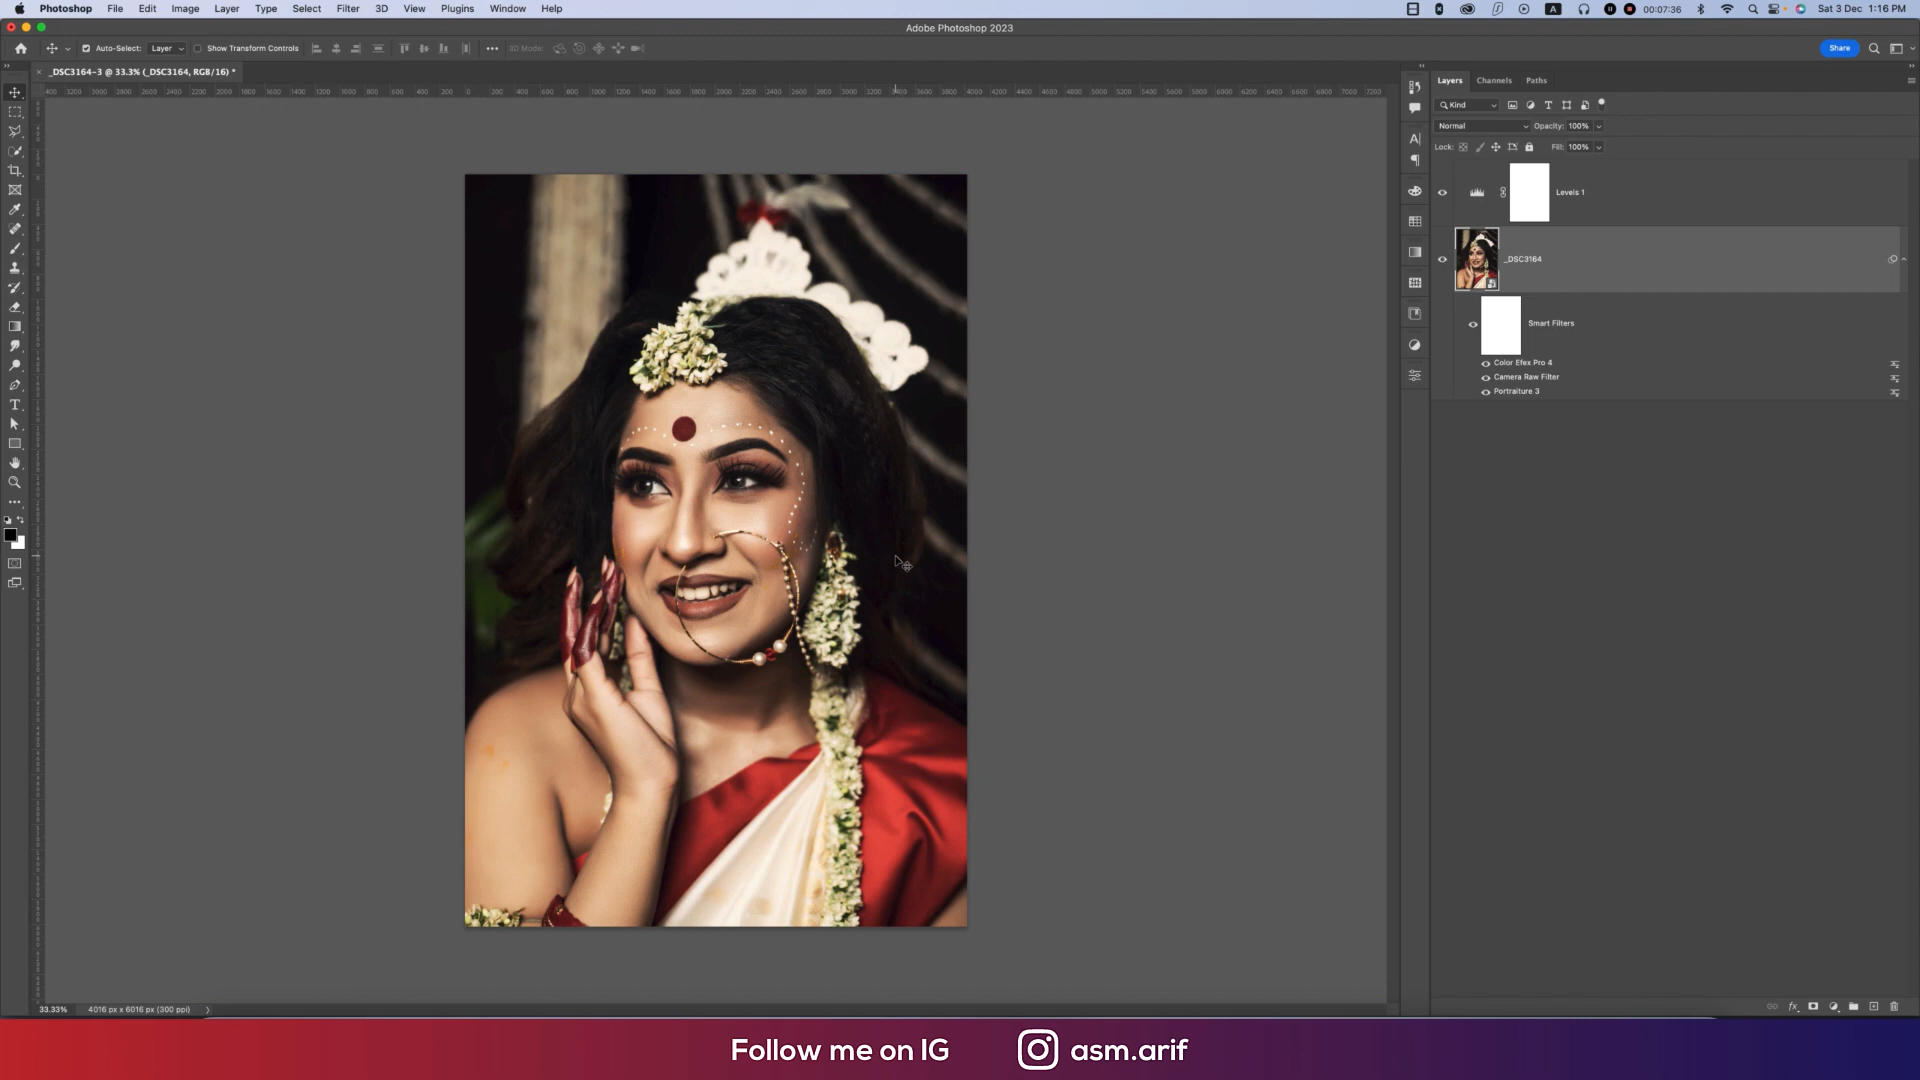 Photoshop File Edit Image Layer Type Select Filter 3D View Plugins Window Help 00:07:36 Sat 3 Dec 1:16 PM
Adobe Photoshop 2023
Auto-Select: Layer Show Transform Controls 3D Mode: Share
_DSC3164-3 @ 33.3% (_DSC3164, RGB/16) *
Layers Channels Paths
Kind
Normal Opacity: 100%
Lock: Fill: 100%
Levels 1
_DSC3164
Smart Filters
Color Efex Pro 4
Camera Raw Filter
Portraiture 3
33.33% 4016 px x 6016 px (300 ppi)
Follow me on IG asm.arif